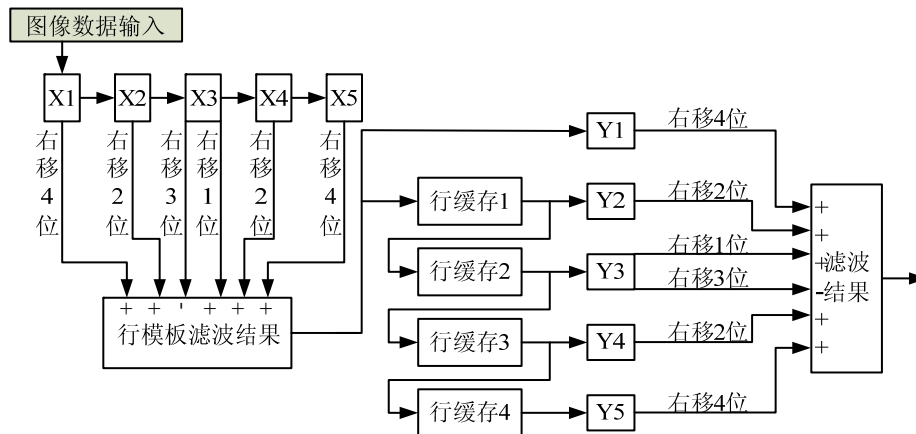 图像数据输入
X1
X2
X3
X4
X5
右移4位
右移2位
右移3位
右移1位
右移2位
右移4位
+ + - + + +
行模板滤波结果
行缓存1
行缓存2
行缓存3
行缓存4
Y1
Y2
Y3
Y4
Y5
右移4位
右移2位
右移1位
右移3位
右移2位
右移4位
+
+
+
-
+
+
滤波
结果